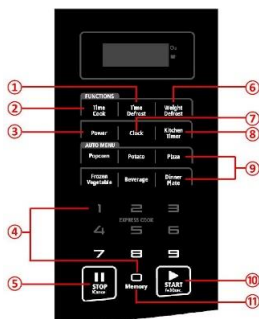 Oz
① ⑥
FUNCTIONS
② Time Cook Time Defrost Weight Defrost
⑦
③ Power Clock Kitchen Timer ⑧
AUTO MENU
Popcorn Potato Pizza
⑨
Frozen Vegetable Beverage Dinner Plate
1 2 3
EXPRESS COOK
④ 4 5 6
7 8 9
⑤ STOP 0 START ⑩
Memory
⑪